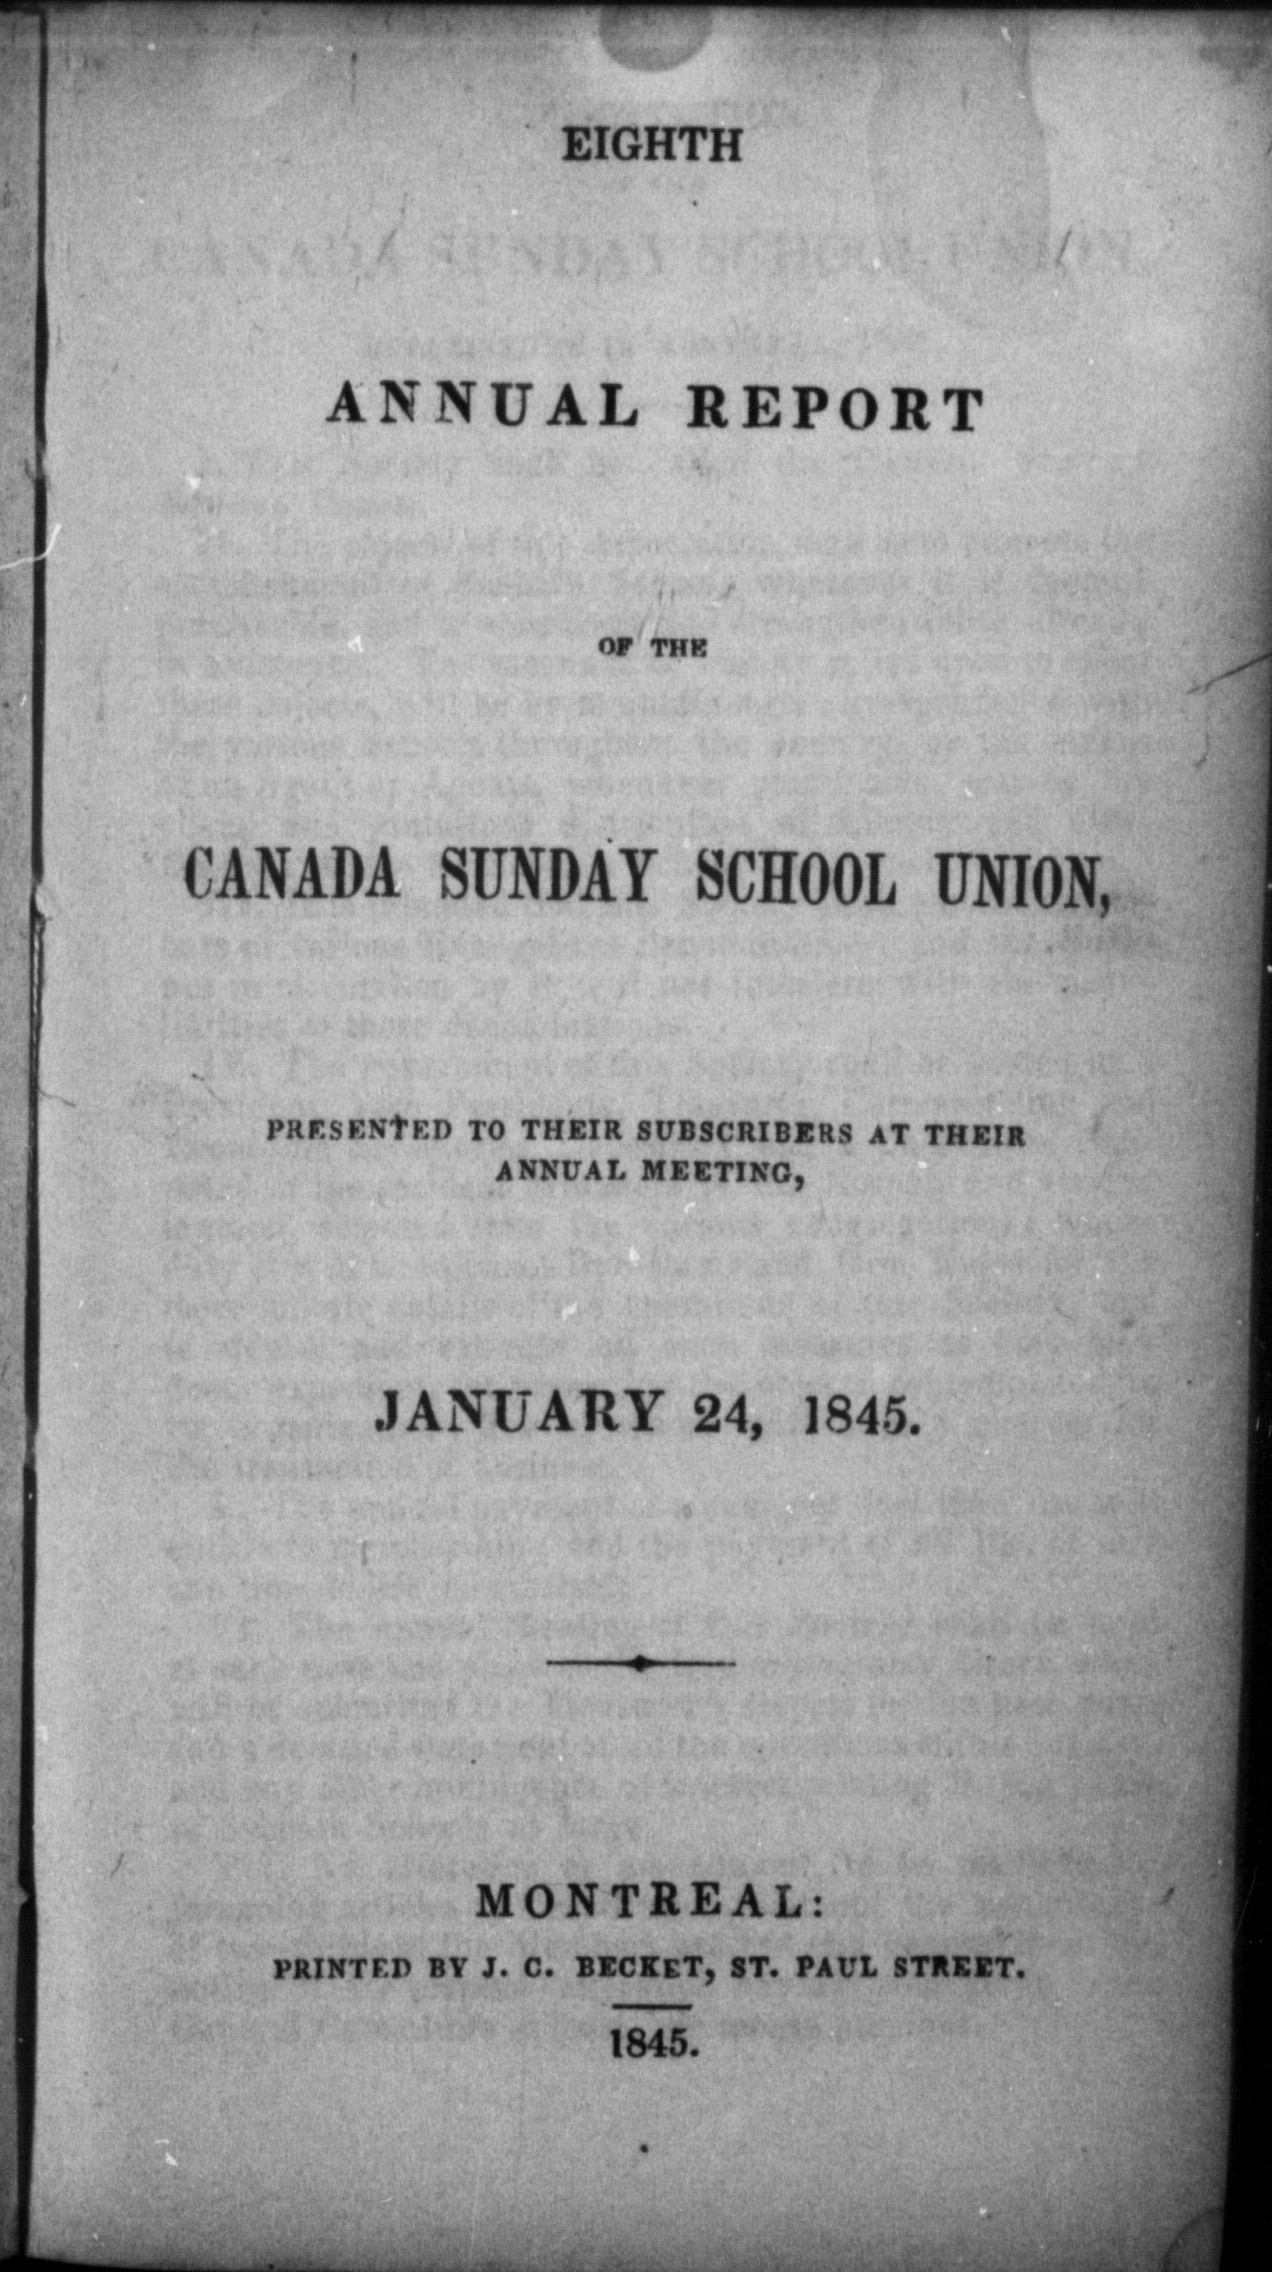 EIGHTH
ANNUAL REPORT
OF THE
CANADA SUNDAY SCHOOL UNION,
PRESENTED TO THEIR SUBSCRIBERS AT THEIR
ANNUAL MEETING,
JANUARY 24, 1845.
MONTREAL:
PRINTED BY J. C. BECKET, ST. PAUL STREET.
1845.